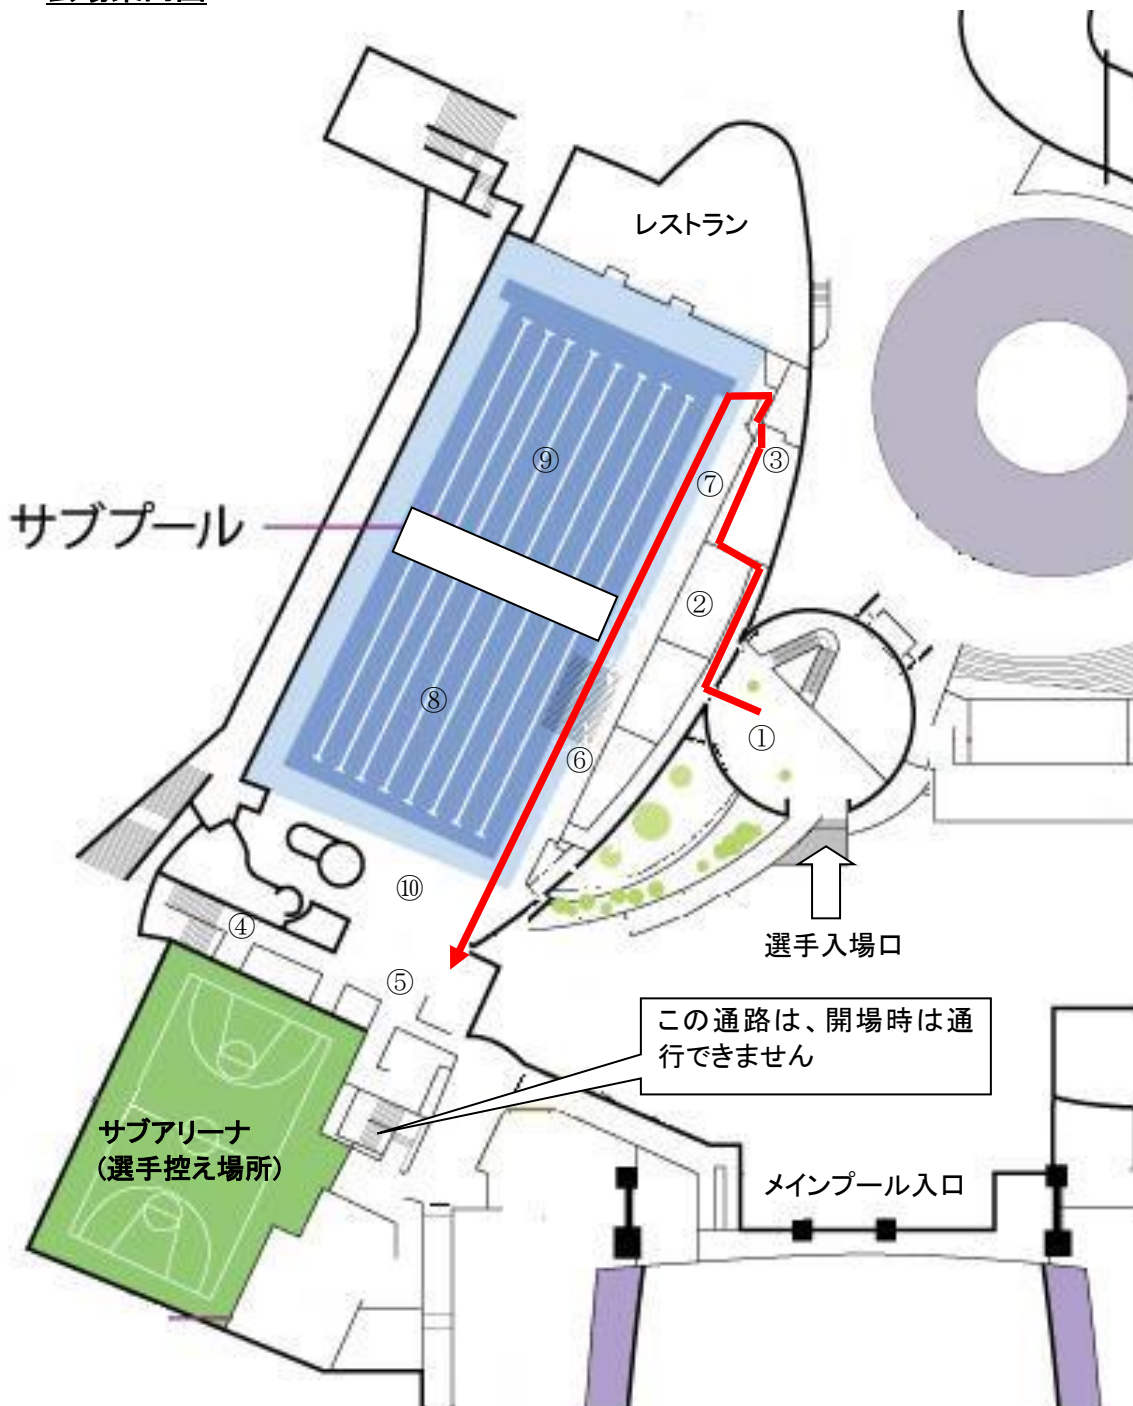 レストラン
⑨
③
⑦
サブプール
②
⑧
①
⑥
⑩
④
選手入場口
⑤
この通路は、開場時は通
行できません
サブアリーナ
(選手控え場所)
メインプール入口